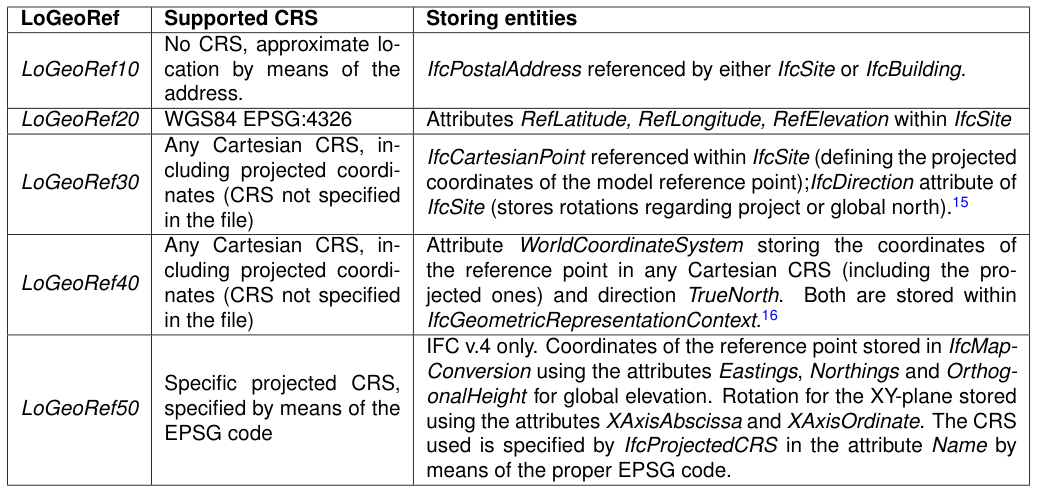 LoGeoRef Supported CRS Storing entities
LoGeoRef10
No CRS, approximate lo-
cation by means of the
address.
IfcPostalAddress referenced by either IfcSite or IfcBuilding.
LoGeoRef20 WGS84 EPSG:4326 Attributes RefLatitude, RefLongitude, RefElevation within IfcSite
LoGeoRef30
Any Cartesian CRS, in-
cluding projected coordi-
nates (CRS not specified
in the file)
IfcCartesianPoint referenced within IfcSite (defining the projected
coordinates of the model reference point);IfcDirection attribute of
IfcSite (stores rotations regarding project or global north).15
LoGeoRef40
Any Cartesian CRS, in-
cluding projected coordi-
nates (CRS not specified
in the file)
Attribute WorldCoordinateSystem storing the coordinates of
the reference point in any Cartesian CRS (including the pro-
jected ones) and direction TrueNorth. Both are stored within
IfcGeometricRepresentationContext.16
LoGeoRef50
Specific projected CRS,
specified by means of the
EPSG code
IFC v.4 only. Coordinates of the reference point stored in IfcMap-
Conversion using the attributes Eastings, Northings and Orthog-
onalHeight for global elevation. Rotation for the XY-plane stored
using the attributes XAxisAbscissa and XAxisOrdinate. The CRS
used is specified by IfcProjectedCRS in the attribute Name by
means of the proper EPSG code.